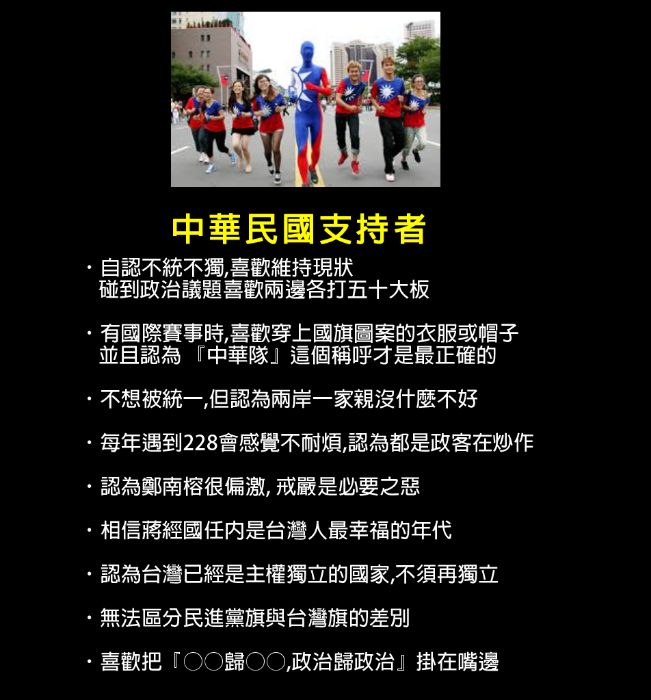 中華民國支持者
・自認不統不獨,喜歡維持現狀
碰到政治議題喜歡兩邊各打五十大板
・有國際賽事時,喜歡穿上國旗圖案的衣服或帽子
並且認為『中華隊』這個稱呼才是最正確的
・不想被統一,但認為兩岸一家親沒什麼不好
・每年遇到228會感覺不耐煩,認為都是政客在炒作
・認為鄭南榕很偏激, 戒嚴是必要之惡
・相信蔣經國任內是台灣人最幸福的年代
・認為台灣已經是主權獨立的國家,不須再獨立
・無法區分民進黨旗與台灣旗的差別
・喜歡把『○○歸○○,政治歸政治』掛在嘴邊